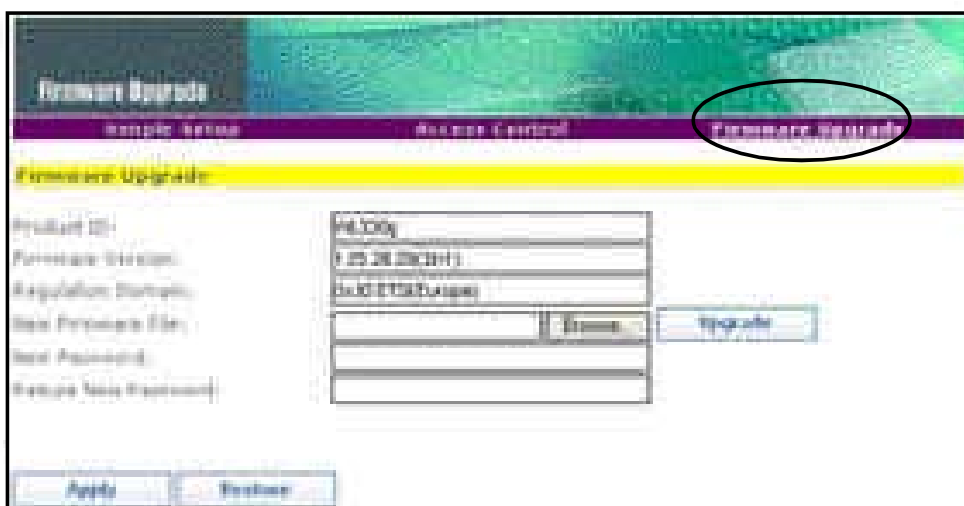 Firmware Upgrade
Simple Setup Access Control Firmware Upgrade
Firmware Upgrade
Product ID:
Firmware Version:
Regulation Domain:
New Firmware File: Browse... Upgrade
New Password:
Retype New Password:
Apply Restore